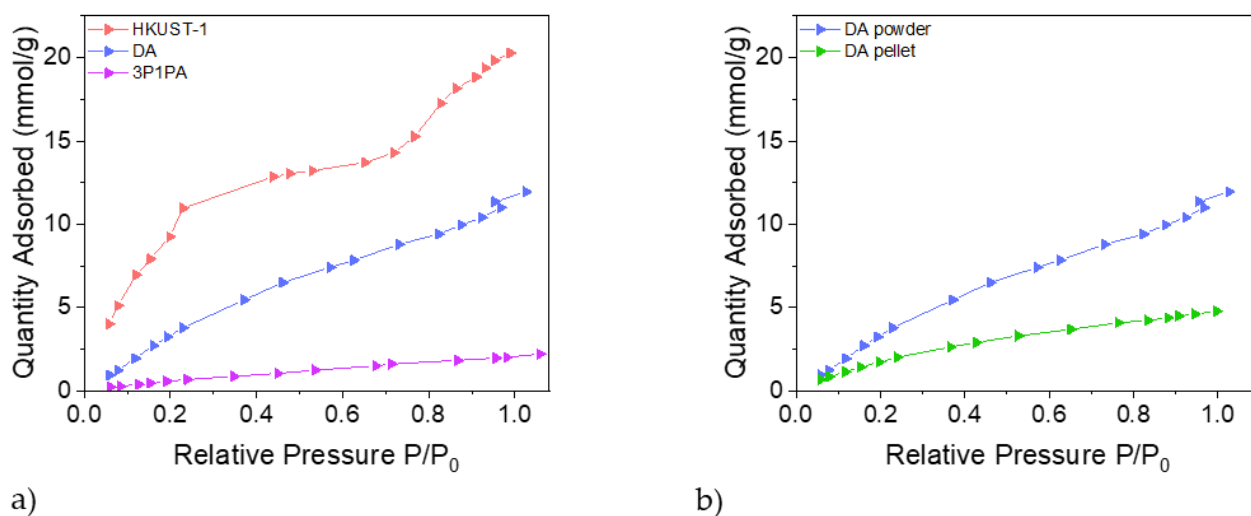 HKUST-1
DA
3P1PA
Quantity Adsorbed (mmol/g)
20
15
10
5
0
0.0 0.2 0.4 0.6 0.8 1.0
Relative Pressure P/P₀
a)
DA powder
DA pellet
Quantity Adsorbed (mmol/g)
20
15
10
5
0
0.0 0.2 0.4 0.6 0.8 1.0
Relative Pressure P/P₀
b)